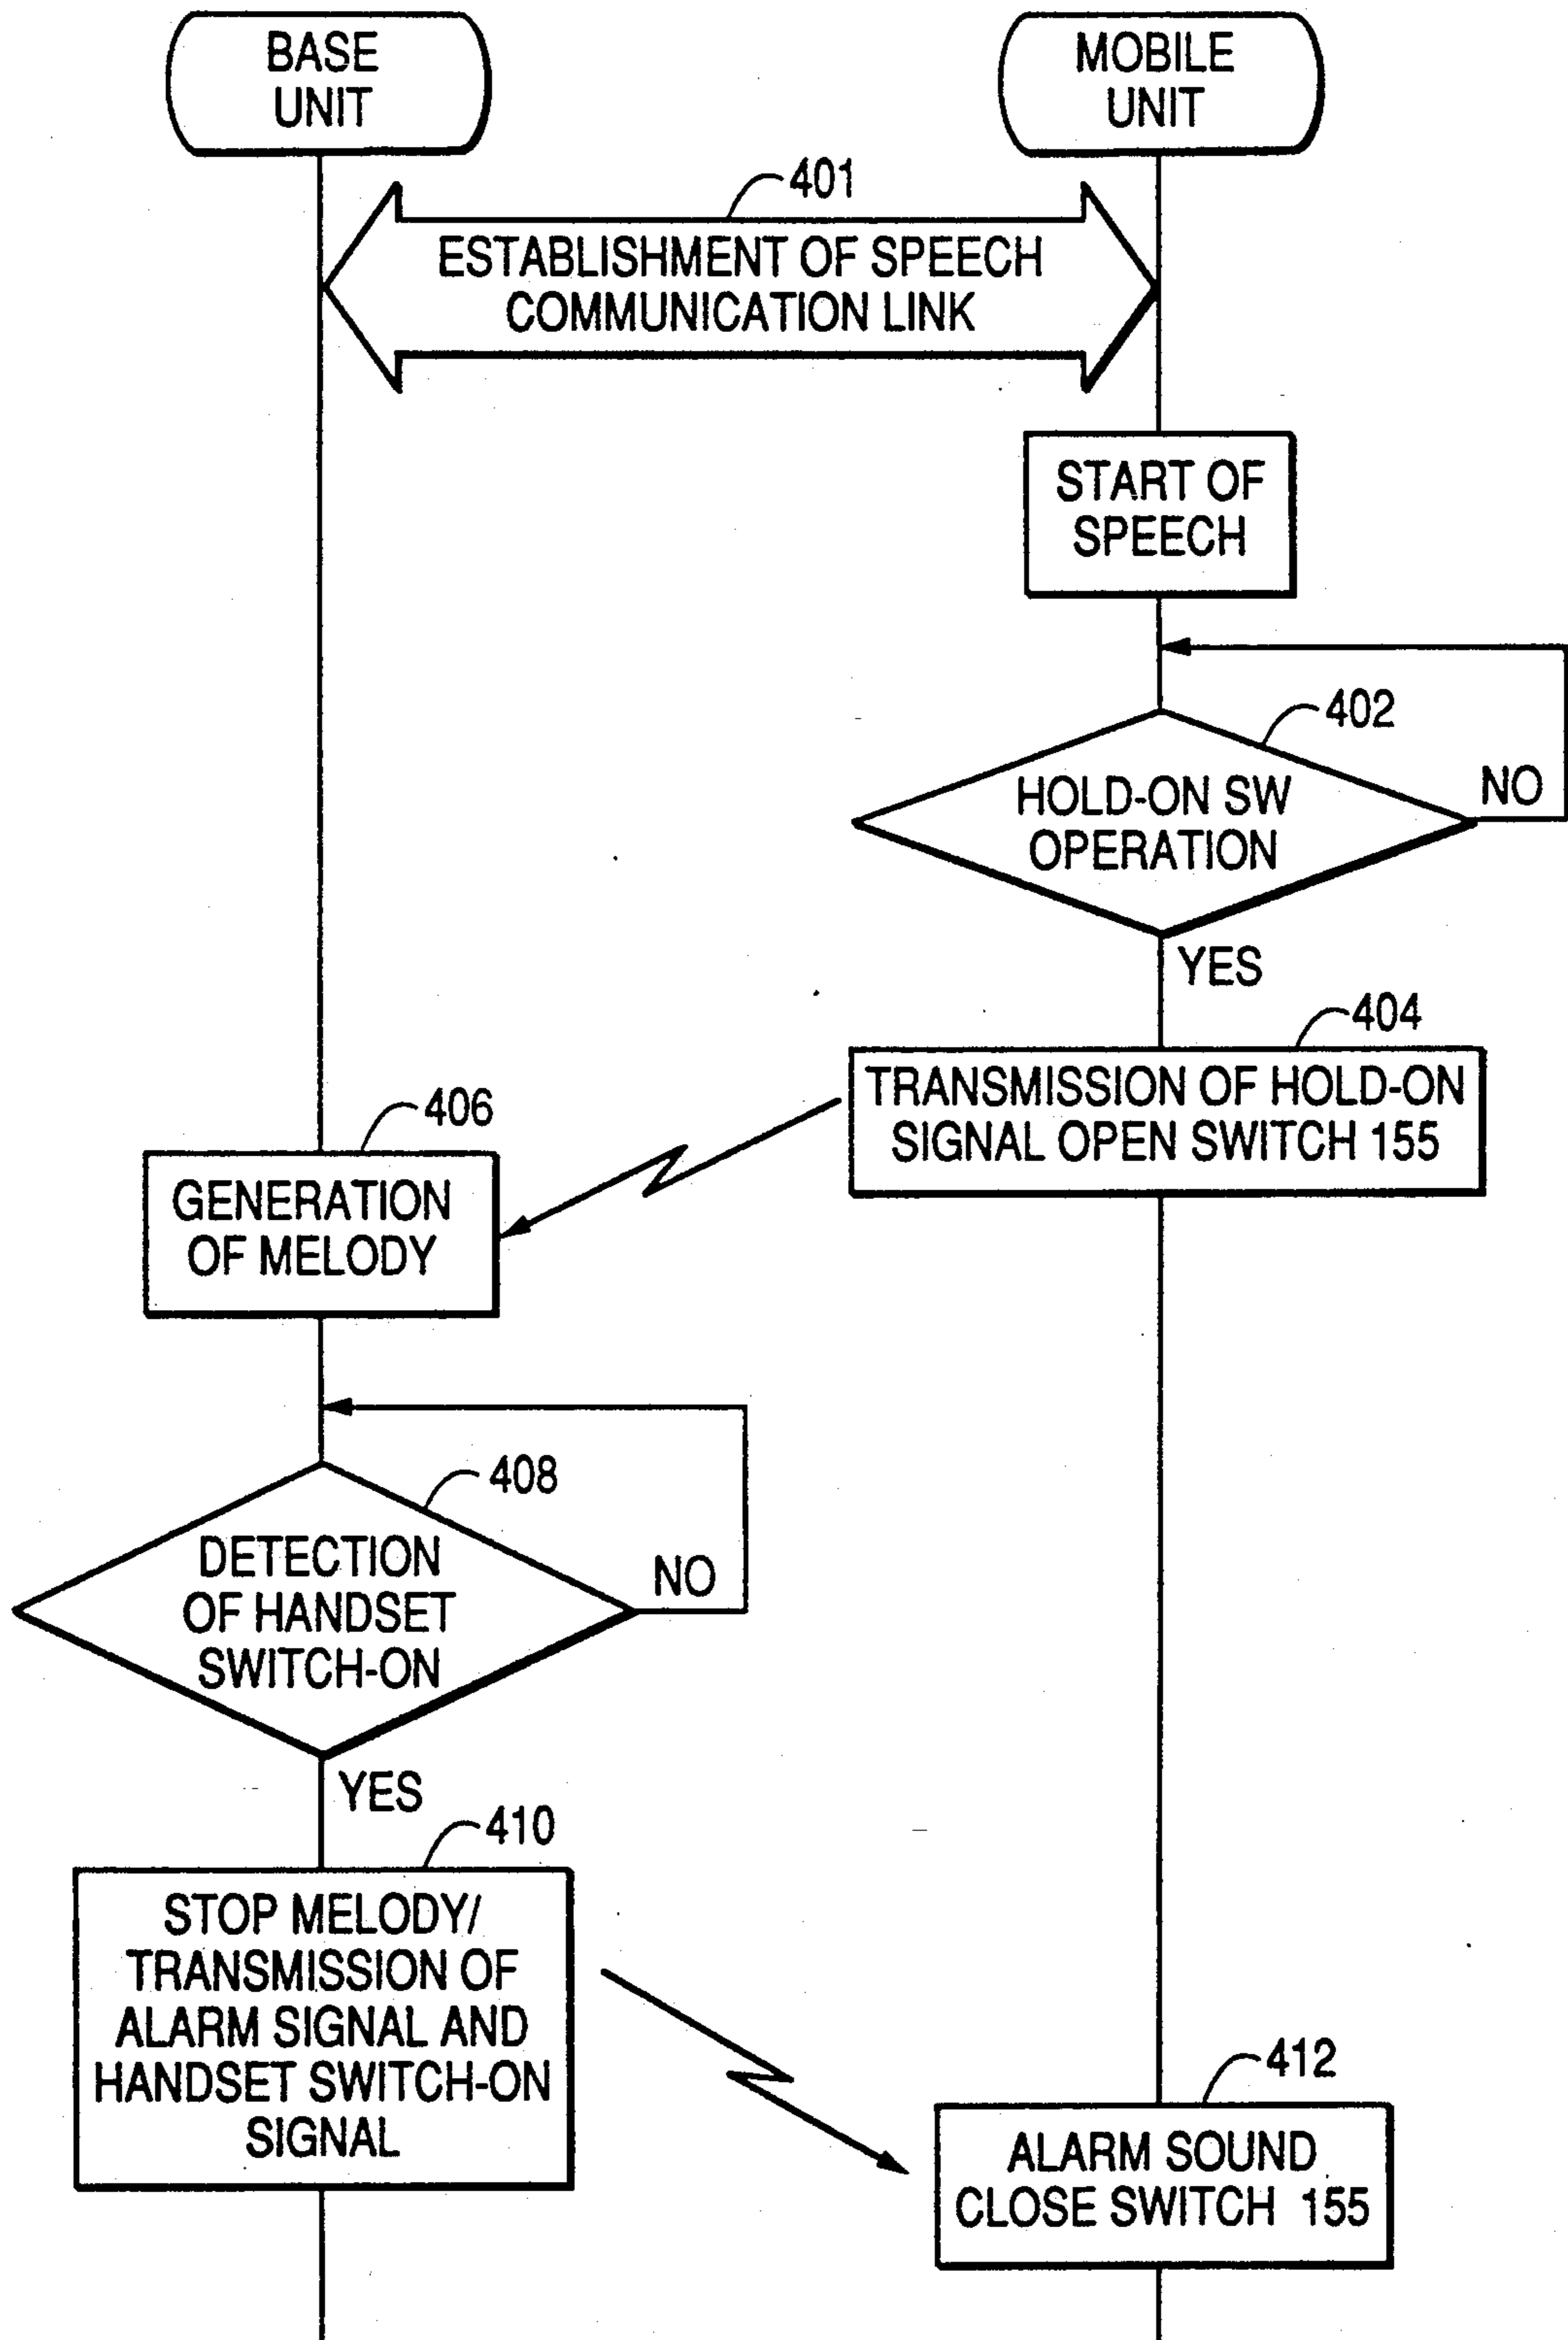 BASE
UNIT
MOBILE
UNIT
401
ESTABLISHMENT OF SPEECH
COMMUNICATION LINK
START OF
SPEECH
402
HOLD-ON SW
OPERATION
NO
YES
404
TRANSMISSION OF HOLD-ON
SIGNAL OPEN SWITCH 155
406
GENERATION
OF MELODY
408
DETECTION
OF HANDSET
SWITCH-ON
NO
YES
410
STOP MELODY/
TRANSMISSION OF
ALARM SIGNAL AND
HANDSET SWITCH-ON
SIGNAL
412
ALARM SOUND
CLOSE SWITCH 155